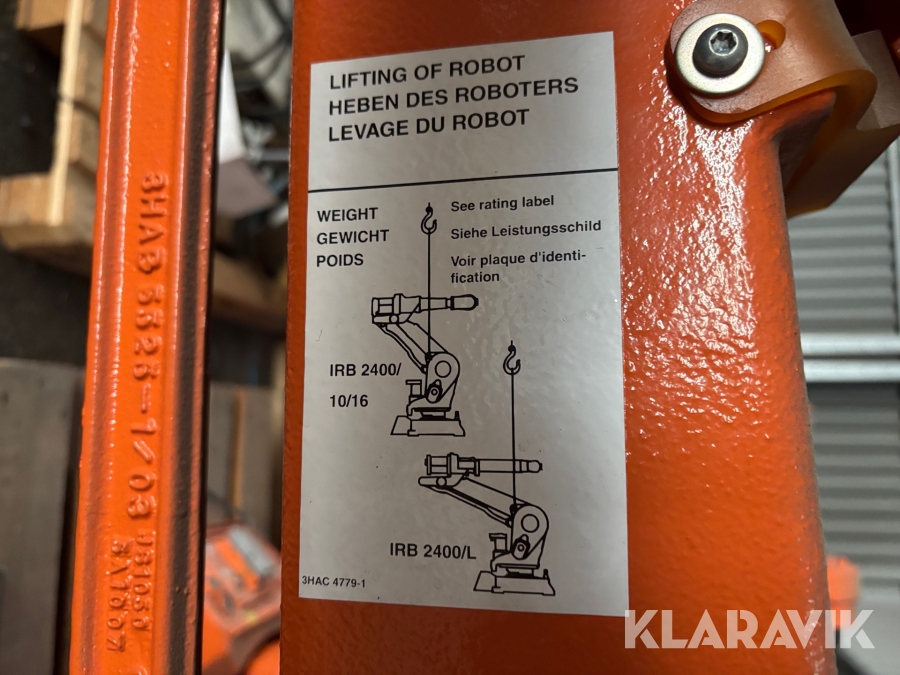 LIFTING OF ROBOT
HEBEN DES ROBOTERS
LEVAGE DU ROBOT
WEIGHT
GEWICHT
POIDS
See rating label
Siehe Leistungsschild
Voir plaque d'identi-
fication
IRB 2400/
10/16
IRB 2400/L
3HAC 4779-1
KLARAVIK